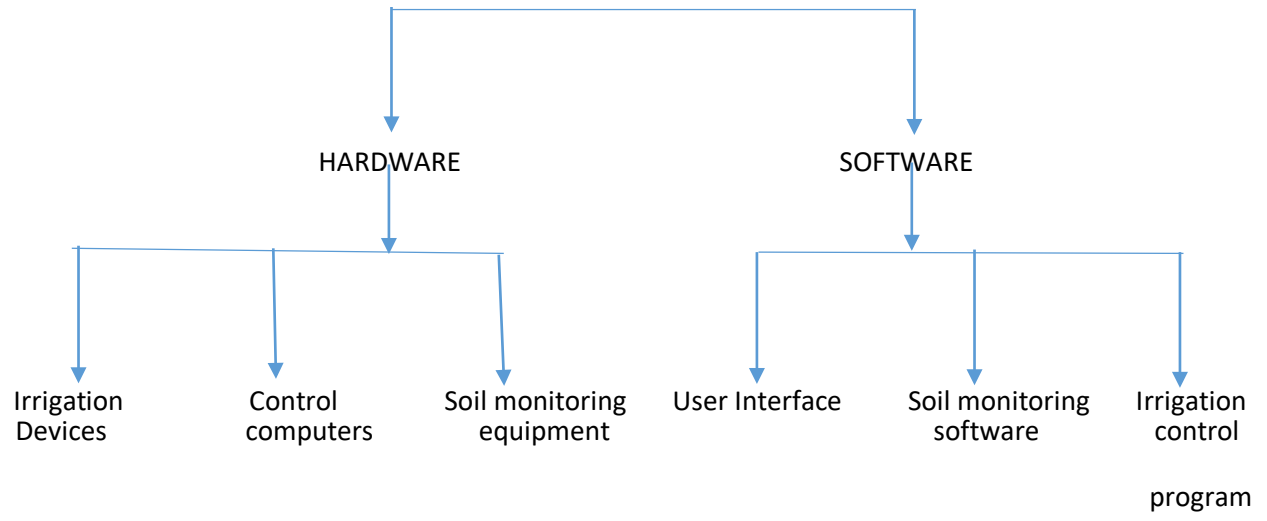 HARDWARE
SOFTWARE
Irrigation
Devices
Control
computers
Soil monitoring
equipment
User Interface
Soil monitoring
software
Irrigation
control
program